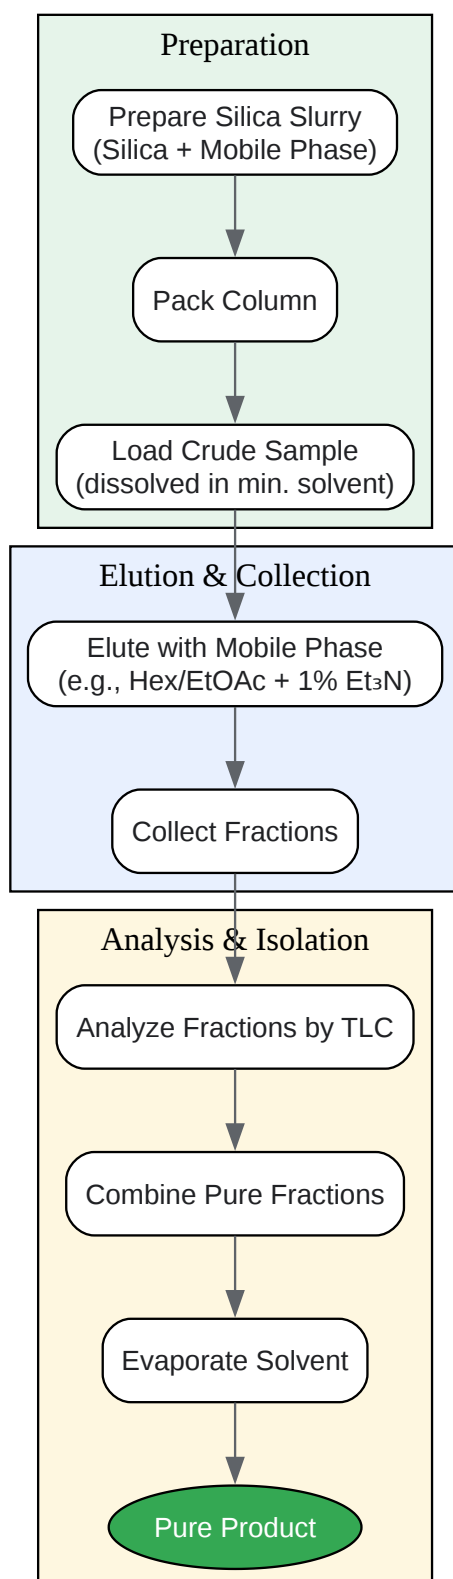 Preparation
Prepare Silica Slurry
(Silica + Mobile Phase)
Pack Column
Load Crude Sample
(dissolved in min. solvent)
Elution & Collection
Elute with Mobile Phase
(e.g., Hex/EtOAc + 1% Et₃N)
Collect Fractions
Analysis & Isolation
Analyze Fractions by TLC
Combine Pure Fractions
Evaporate Solvent
Pure Product